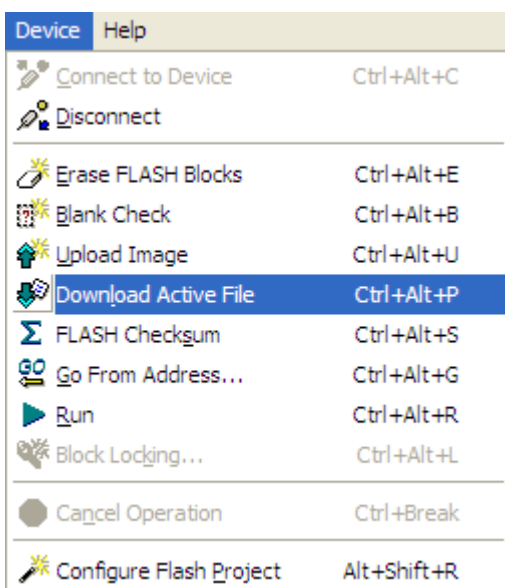 Device Help
Connect to Device Ctrl+Alt+C
Disconnect
Erase FLASH Blocks Ctrl+Alt+E
Blank Check Ctrl+Alt+B
Upload Image Ctrl+Alt+U
Download Active File Ctrl+Alt+P
Σ FLASH Checksum Ctrl+Alt+S
GO Go From Address... Ctrl+Alt+G
Run Ctrl+Alt+R
Block Locking... Ctrl+Alt+L
Cancel Operation Ctrl+Break
Configure Flash Project Alt+Shift+R